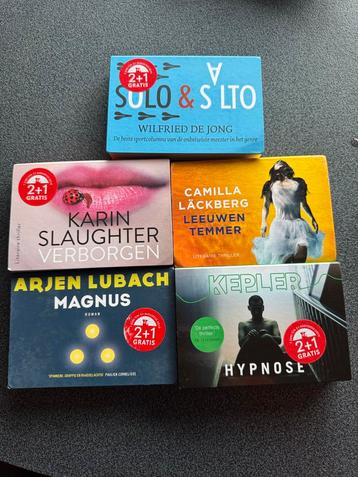 2+1
GRATIS
SOLO & SALTO
WILFRIED DE JONG
De beste sportcolumns van de onbetwiste meester in het genre
2+1
GRATIS
Literaire thriller
KARIN
SLAUGHTER
VERBORGEN
CAMILLA
LÄCKBERG
LEEUWEN
TEMMER
LITERAIRE THRILLER
ARJEN LUBACH
MAGNUS
ROMAN
2+1
GRATIS
KEPLER
De perfecte
thriller
HYPNOSE
2+1
GRATIS